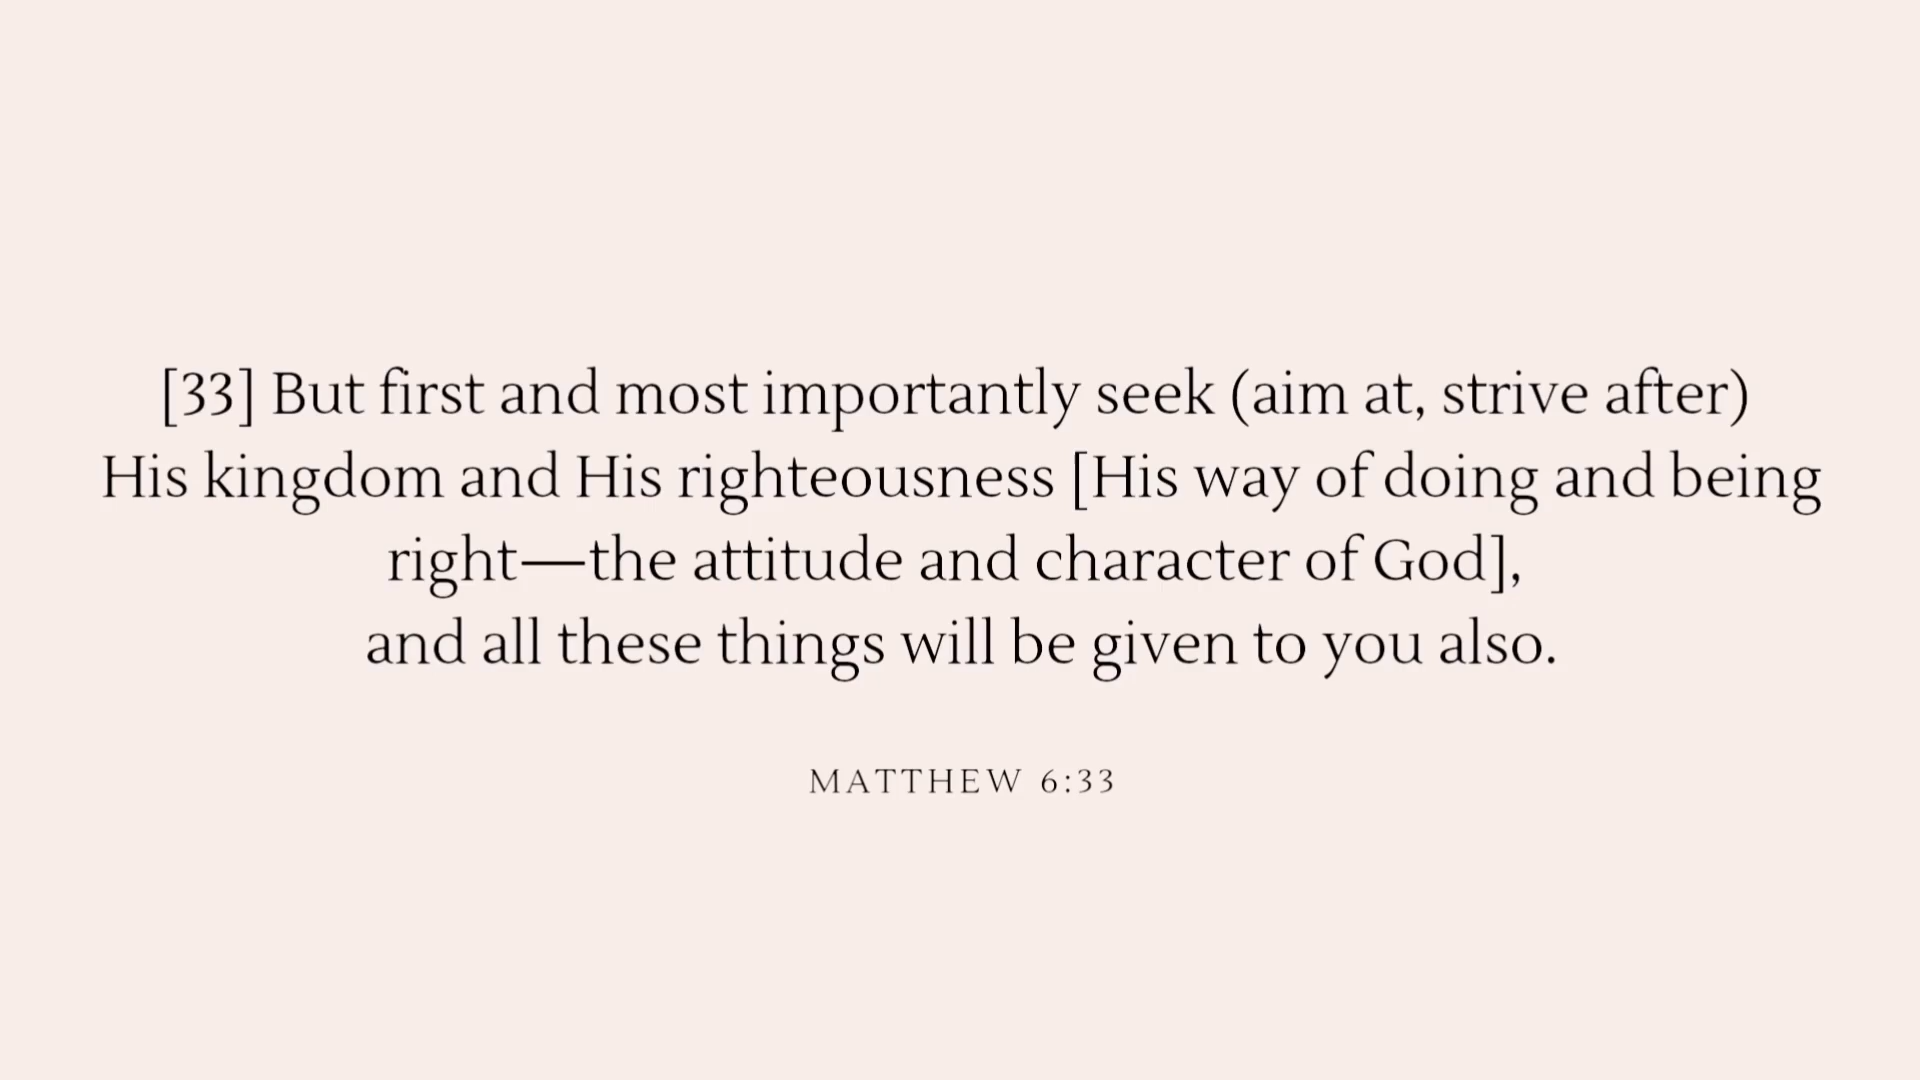 [33] But first and most importantly seek (aim at, strive after)
His kingdom and His righteousness [His way of doing and being
right—the attitude and character of God],
and all these things will be given to you also.
MATTHEW 6:33